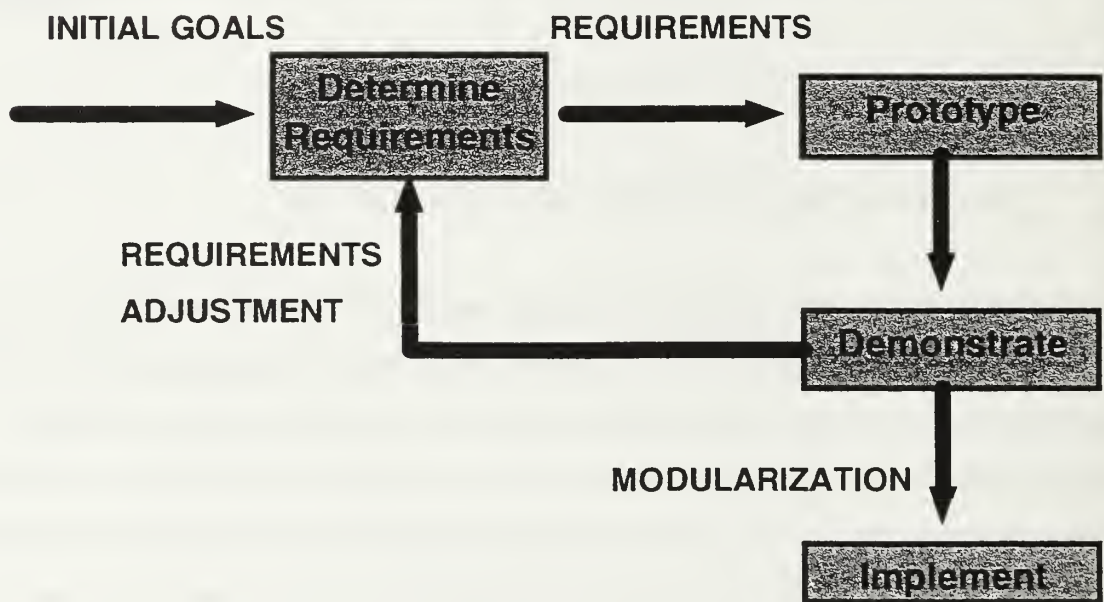 INITIAL GOALS
REQUIREMENTS
Determine
Requirements
Prototype
REQUIREMENTS
ADJUSTMENT
Demonstrate
MODULARIZATION
Implement